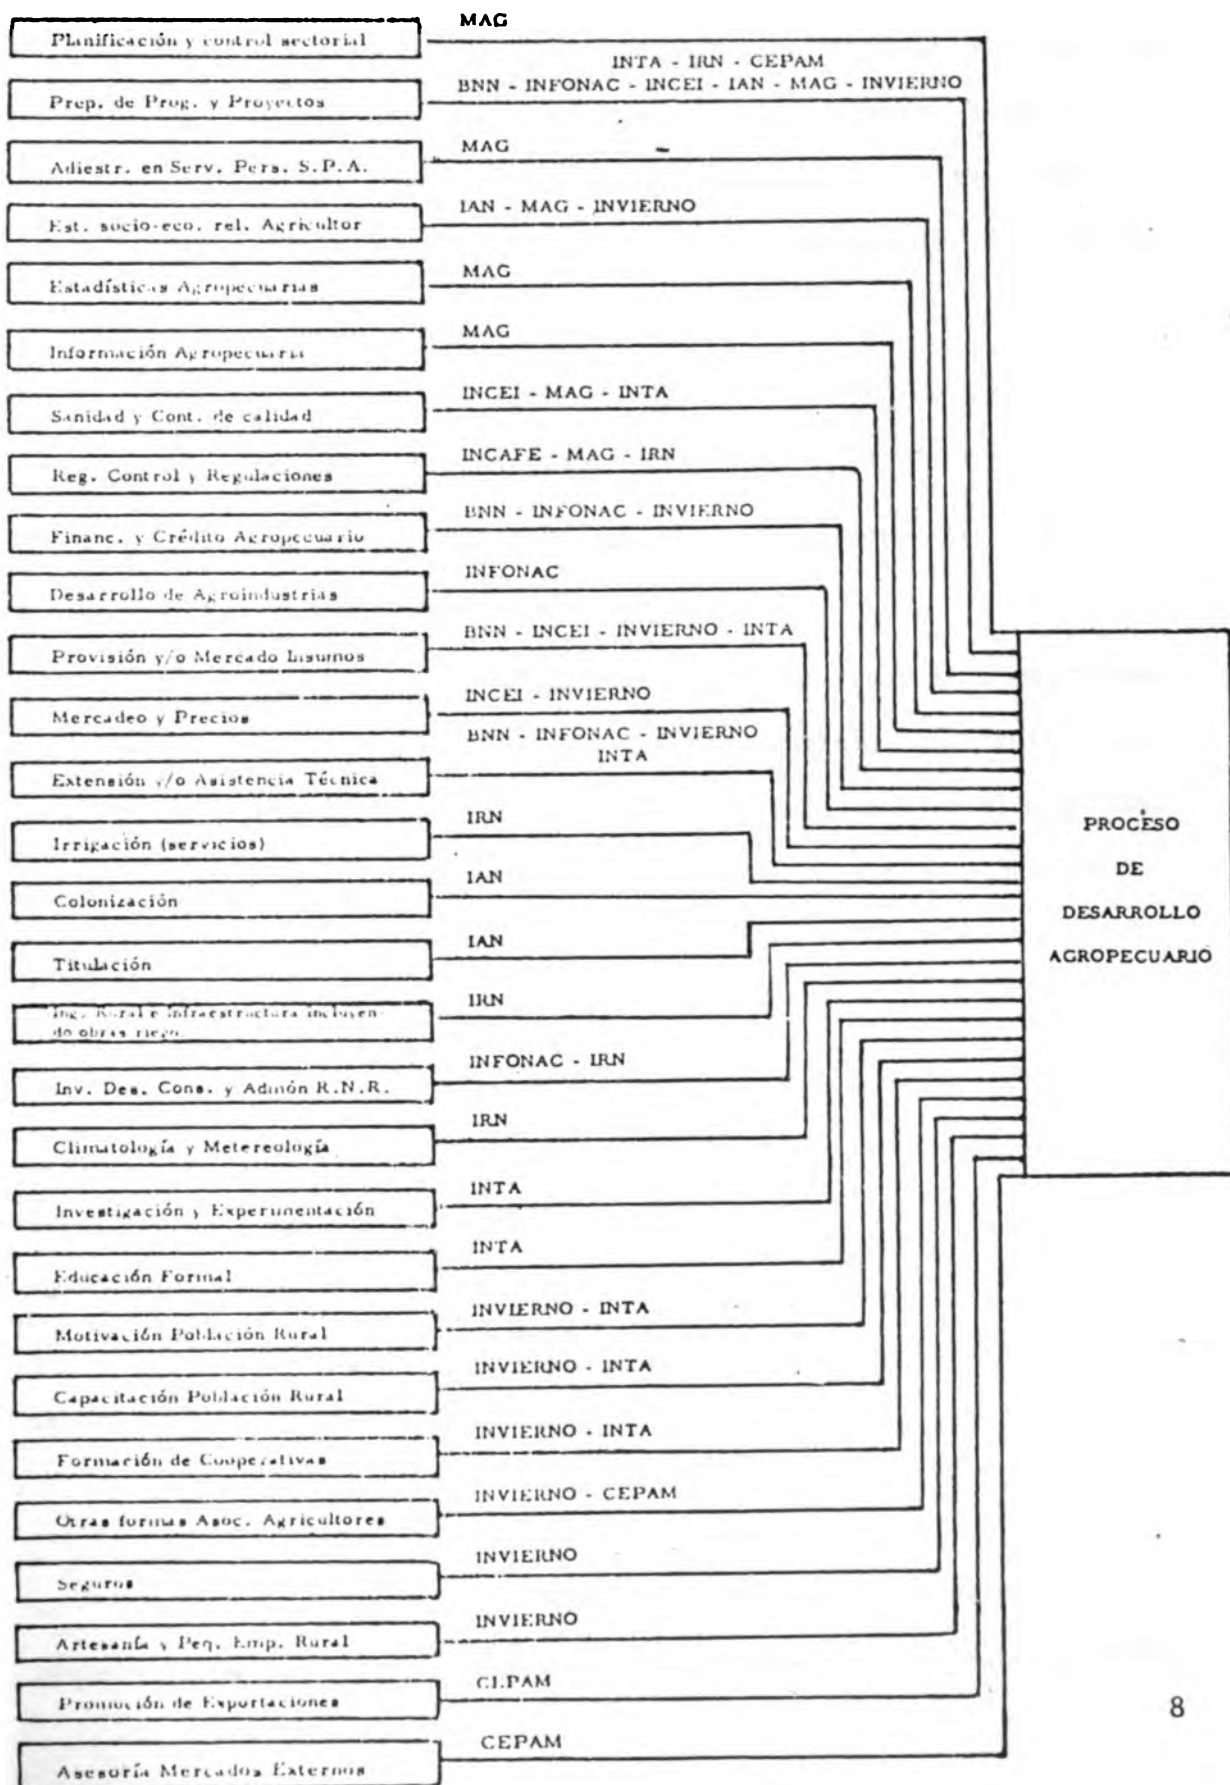 MAG
Planificación y control sectorial
INTA - IRN - CEPAM
BNN - INFONAC - INCEI - IAN - MAG - INVIERNO
Prep. de Prog. y Proyectos
MAG
Adiestr. en Serv. Pers. S.P.A.
IAN - MAG - INVIERNO
Est. socio-eco. rel. Agricultor
MAG
Estadísticas Agropecuarias
MAG
Información Agropecuaria
INCEI - MAG - INTA
Sanidad y Cont. de calidad
INCAFE - MAG - IRN
Reg. Control y Regulaciones
BNN - INFONAC - INVIERNO
Financ. y Crédito Agropecuario
INFONAC
Desarrollo de Agroindustrias
BNN - INCEI - INVIERNO - INTA
Provisión y/o Mercado Insumos
INCEI - INVIERNO
Mercadeo y Precios
BNN - INFONAC - INVIERNO
INTA
Extensión y/o Asistencia Técnica
IRN
Irrigación (servicios)
IAN
Colonización
IAN
Titulación
IRN
Ing. Rural e Infraestructura incluyen-
do obras riego.
INFONAC - IRN
Inv. Des. Cons. y Admón R.N.R.
IRN
Climatología y Metereología
INTA
Investigación y Experimentación
INTA
Educación Formal
INVIERNO - INTA
Motivación Población Rural
INVIERNO - INTA
Capacitación Población Rural
INVIERNO - INTA
Formación de Cooperativas
INVIERNO - CEPAM
Otras formas Asoc. Agricultores
INVIERNO
Seguros
INVIERNO
Artesanía y Peq. Emp. Rural
CEPAM
Promoción de Exportaciones
CEPAM
Asesoría Mercados Externos
PROCESO
DE
DESARROLLO
AGROPECUARIO
8